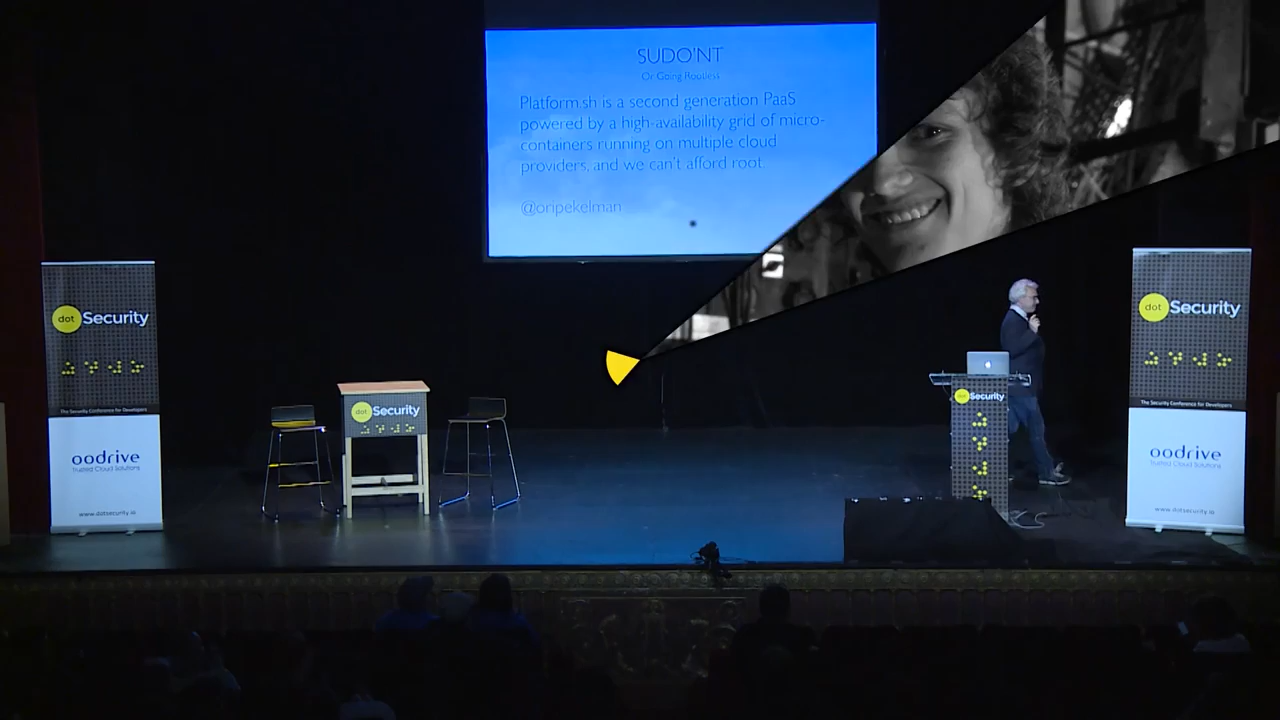 SUDO'NT
Or Going Rootless
Platform.sh is a second generation PaaS
powered by a high-availability grid of micro-
containers running on multiple cloud
providers, and we can't afford root.
@oripekelman
dot Security
The Security Conference for Developers
oodrive
Trusted Cloud Solutions
www.dotsecurity.io
dot Security
dot Security
dot Security
The Security Conference for Developers
oodrive
Trusted Cloud Solutions
www.dotsecurity.io